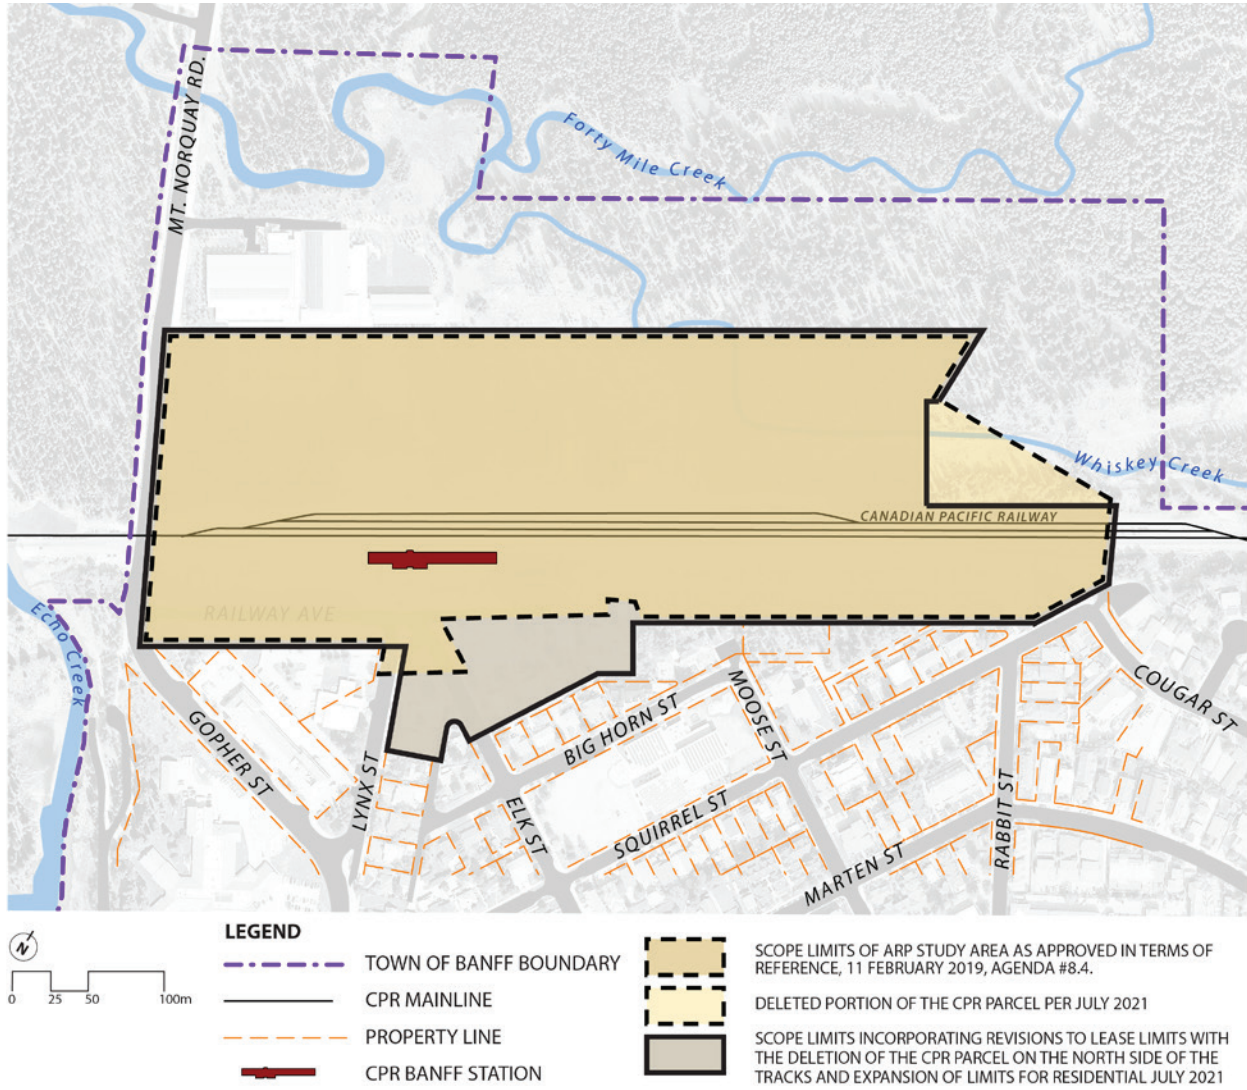 MT. NORQUAY RD.
Forty Mile Creek
Whiskey Creek
CANADIAN PACIFIC RAILWAY
RAILWAY AVE
Echo Creek
GOPHER ST
LYNX ST
ELK ST
BIG HORN ST
SQUIRREL ST
MOOSE ST
MARTEN ST
RABBIT ST
COUGAR ST
N
0 25 50 100m
LEGEND
TOWN OF BANFF BOUNDARY
CPR MAINLINE
PROPERTY LINE
CPR BANFF STATION
SCOPE LIMITS OF ARP STUDY AREA AS APPROVED IN TERMS OF
REFERENCE, 11 FEBRUARY 2019, AGENDA #8.4.
DELETED PORTION OF THE CPR PARCEL PER JULY 2021
SCOPE LIMITS INCORPORATING REVISIONS TO LEASE LIMITS WITH
THE DELETION OF THE CPR PARCEL ON THE NORTH SIDE OF THE
TRACKS AND EXPANSION OF LIMITS FOR RESIDENTIAL JULY 2021